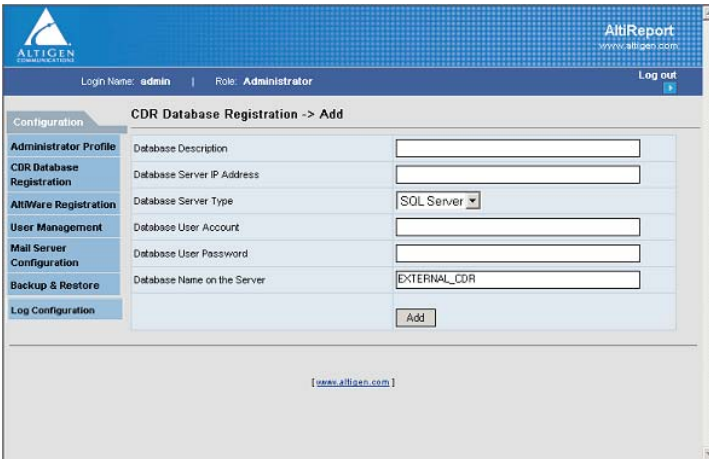 ALTIGEN
COMMUNICATIONS
AltiReport
www.altigen.com
Login Name: admin | Role: Administrator
Log out
Configuration
CDR Database Registration -> Add
Administrator Profile
CDR Database
Registration
AltiWare Registration
User Management
Mail Server
Configuration
Backup & Restore
Log Configuration
Database Description
Database Server IP Address
Database Server Type
SQL Server
Database User Account
Database User Password
Database Name on the Server
EXTERNAL_CDR
Add
[ www.altigen.com ]